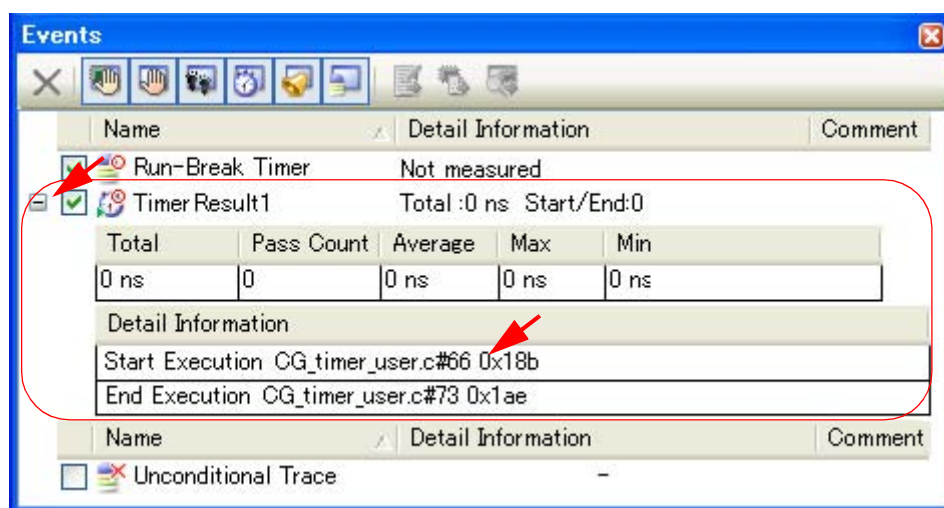 Events
Name Detail Information Comment
Run-Break Timer Not measured
Timer Result1 Total :0 ns Start/End:0
Total Pass Count Average Max Min
0 ns 0 0 ns 0 ns 0 ns
Detail Information
Start Execution CG_timer_user.c#66 0x18b
End Execution CG_timer_user.c#73 0x1ae
Name Detail Information Comment
Unconditional Trace -